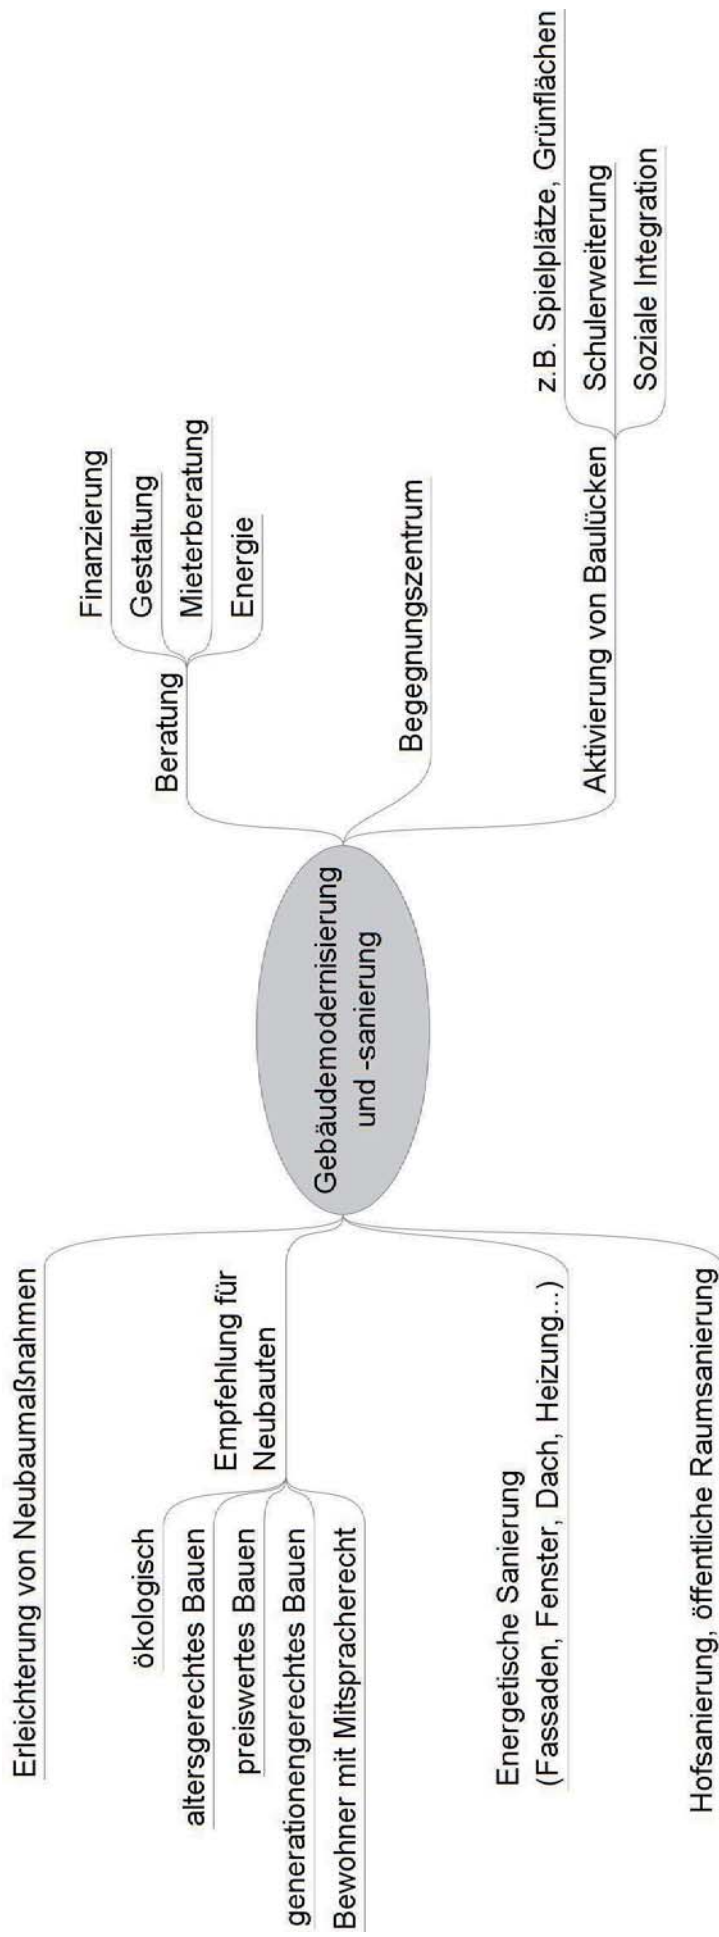 Gebäudemodernisierung
und -sanierung
Erleichterung von Neubaumaßnahmen
Empfehlung für
Neubauten
ökologisch
altersgerechtes Bauen
preiswertes Bauen
generationengerechtes Bauen
Bewohner mit Mitspracherecht
Energetische Sanierung
(Fasssaden, Fenster, Dach, Heizung...)
Hofsanierung, öffentliche Raumsanierung
Beratung
Finanzierung
Gestaltung
Mieterberatung
Energie
Begegnungszentrum
Aktivierung von Baulücken
z.B. Spielplätze, Grünflächen
Schulerweiterung
Soziale Integration